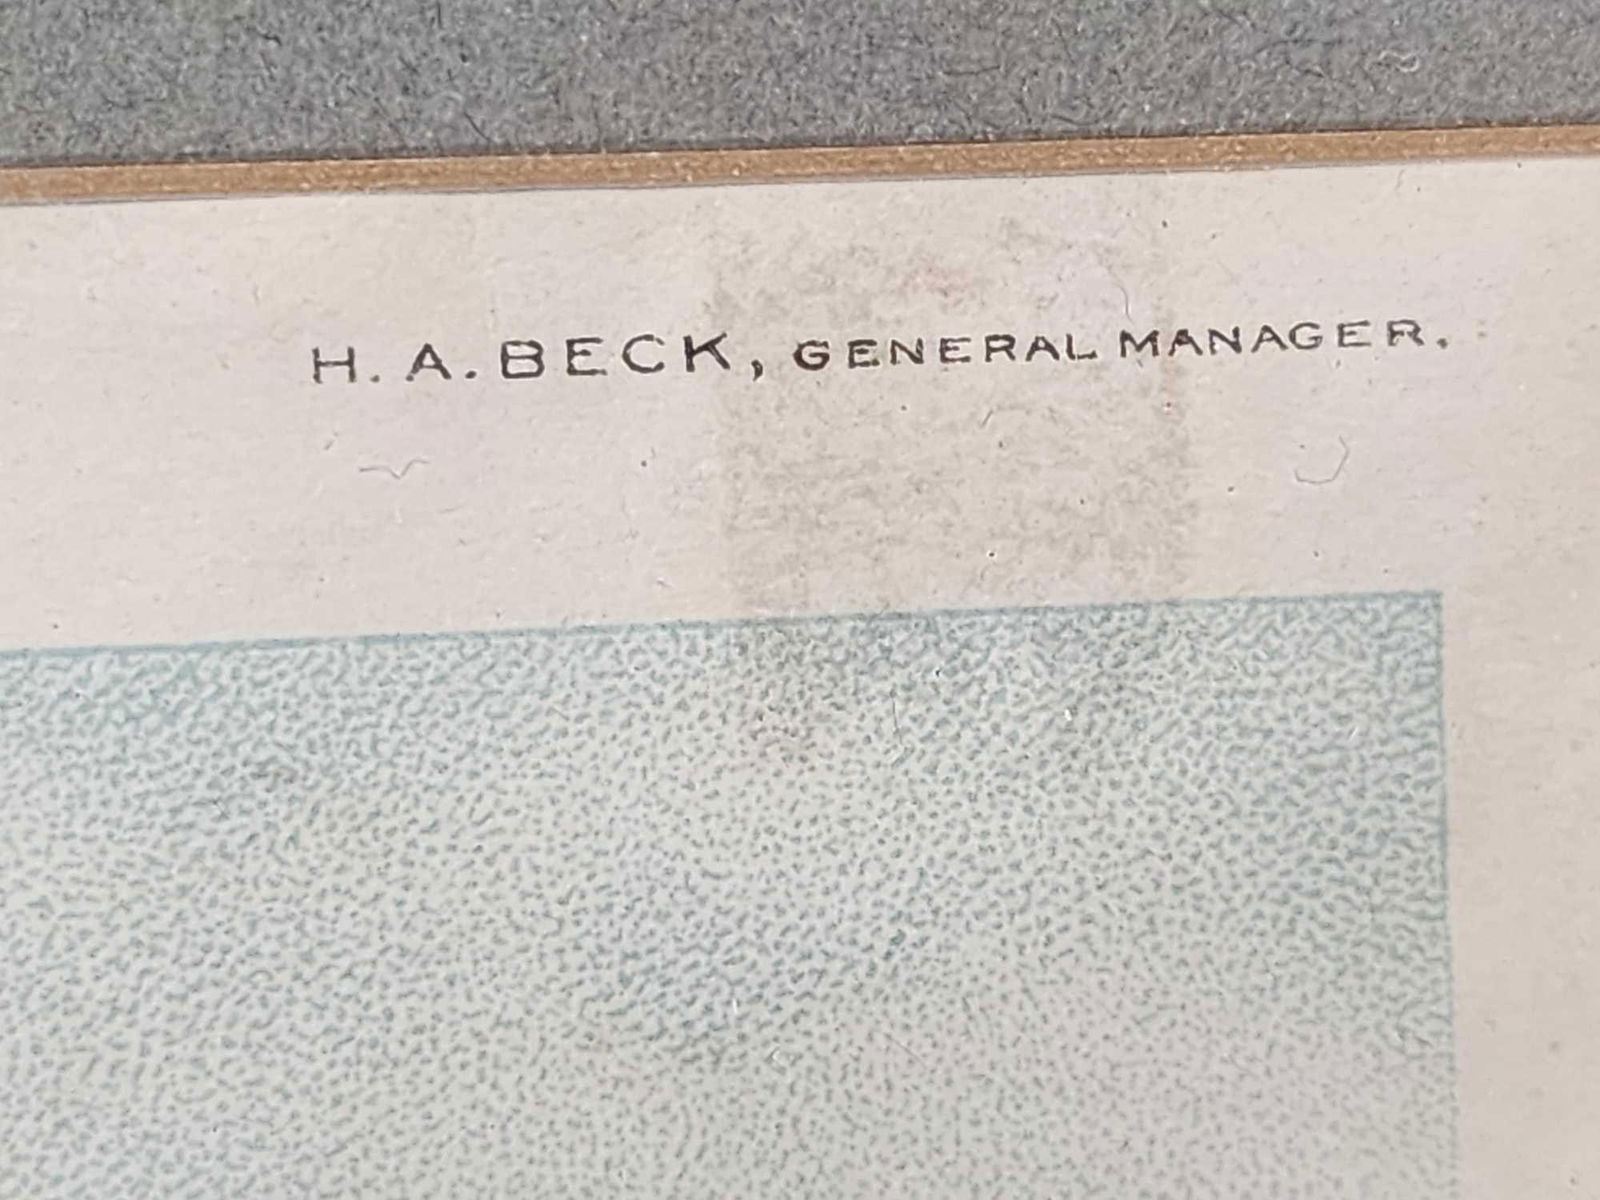 H. A. BECK, GENERAL MANAGER.